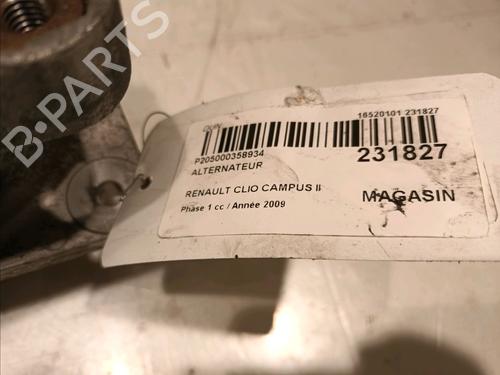 B-PARTS
16520101 231827
P205000358934
231827
ALTERNATEUR
RENAULT CLIO CAMPUS II
MAGASIN
Phase 1 cc / Année 2009